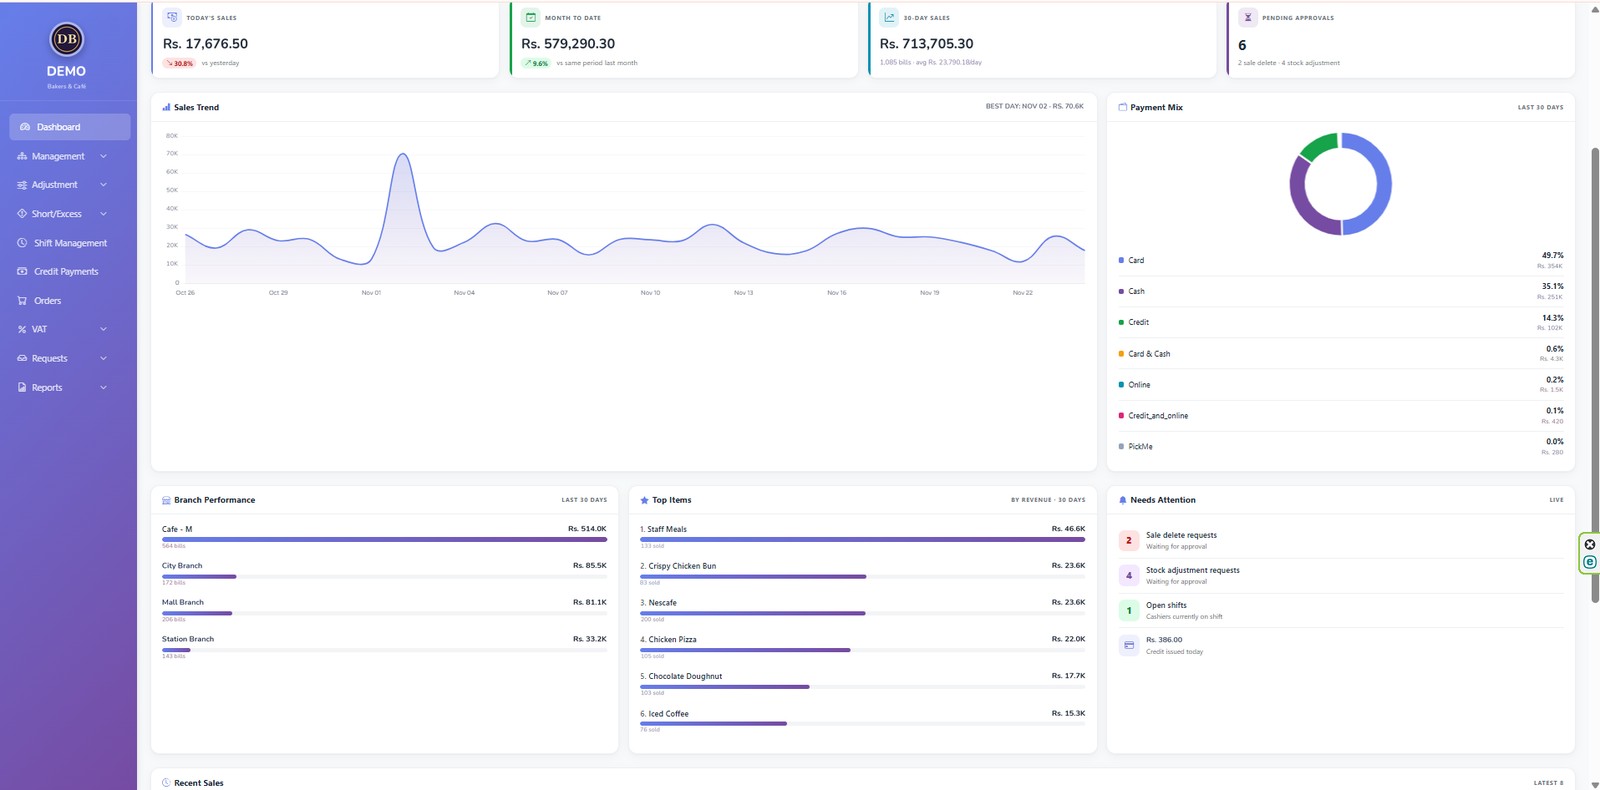 DB
DEMO
Bakers & Café
Dashboard
Management
Adjustment
Short/Excess
Shift Management
Credit Payments
Orders
VAT
Requests
Reports
TODAY'S SALES
Rs. 17,676.50
30.8% vs yesterday
MONTH TO DATE
Rs. 579,290.30
9.6% vs same period last month
30-DAY SALES
Rs. 713,705.30
1,085 bills · avg Rs. 23,790.18/day
PENDING APPROVALS
6
2 sale delete · 4 stock adjustment
Sales Trend
BEST DAY: NOV 02 · RS. 70.6K
80K
70K
60K
50K
40K
30K
20K
10K
0
Oct 26 Oct 29 Nov 01 Nov 04 Nov 07 Nov 10 Nov 13 Nov 16 Nov 19 Nov 22
Payment Mix
LAST 30 DAYS
Card 49.7%
Rs. 354K
Cash 35.1%
Rs. 251K
Credit 14.3%
Rs. 102K
Card & Cash 0.6%
Rs. 4.3K
Online 0.2%
Rs. 1.5K
Credit_and_online 0.1%
Rs. 420
PickMe 0.0%
Rs. 280
Branch Performance
LAST 30 DAYS
Cafe - M Rs. 514.0K
564 bills
City Branch Rs. 85.5K
172 bills
Mall Branch Rs. 81.1K
206 bills
Station Branch Rs. 33.2K
143 bills
Top Items
BY REVENUE · 30 DAYS
1. Staff Meals Rs. 46.6K
133 sold
2. Crispy Chicken Bun Rs. 23.6K
83 sold
3. Nescafe Rs. 23.6K
200 sold
4. Chicken Pizza Rs. 22.0K
105 sold
5. Chocolate Doughnut Rs. 17.7K
103 sold
6. Iced Coffee Rs. 15.3K
76 sold
Needs Attention
LIVE
2 Sale delete requests
Waiting for approval
4 Stock adjustment requests
Waiting for approval
1 Open shifts
Cashiers currently on shift
Rs. 386.00
Credit issued today
Recent Sales
LATEST 8